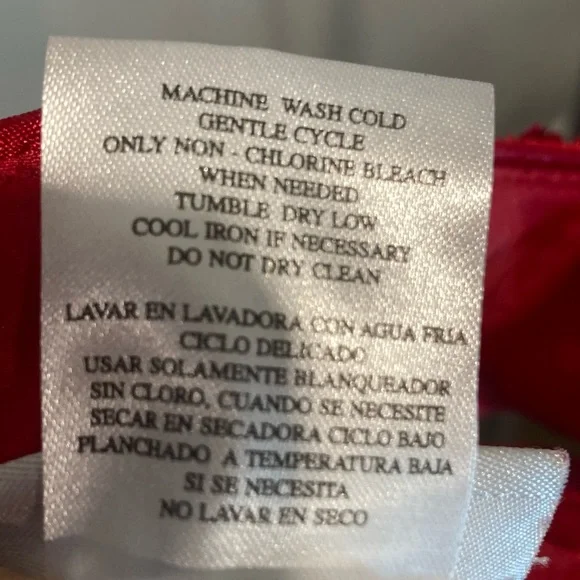 MACHINE WASH COLD
GENTLE CYCLE
ONLY NON - CHLORINE BLEACH
WHEN NEEDED
TUMBLE DRY LOW
COOL IRON IF NECESSARY
DO NOT DRY CLEAN
LAVAR EN LAVADORA CON AGUA FRIA
CICLO DELICADO
USAR SOLAMENTE BLANQUEADOR
SIN CLORO, CUANDO SE NECESITE
SECAR EN SECADORA CICLO BAJO
PLANCHADO A TEMPERATURA BAJA
SI SE NECESITA
NO LAVAR EN SECO